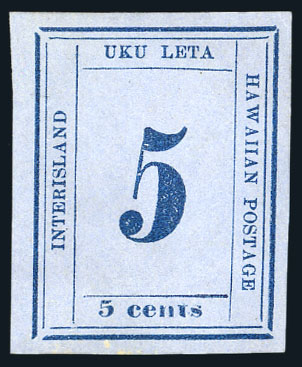 UKU LETA
INTERISLAND
HAWAIIAN POSTAGE
5
5 cents